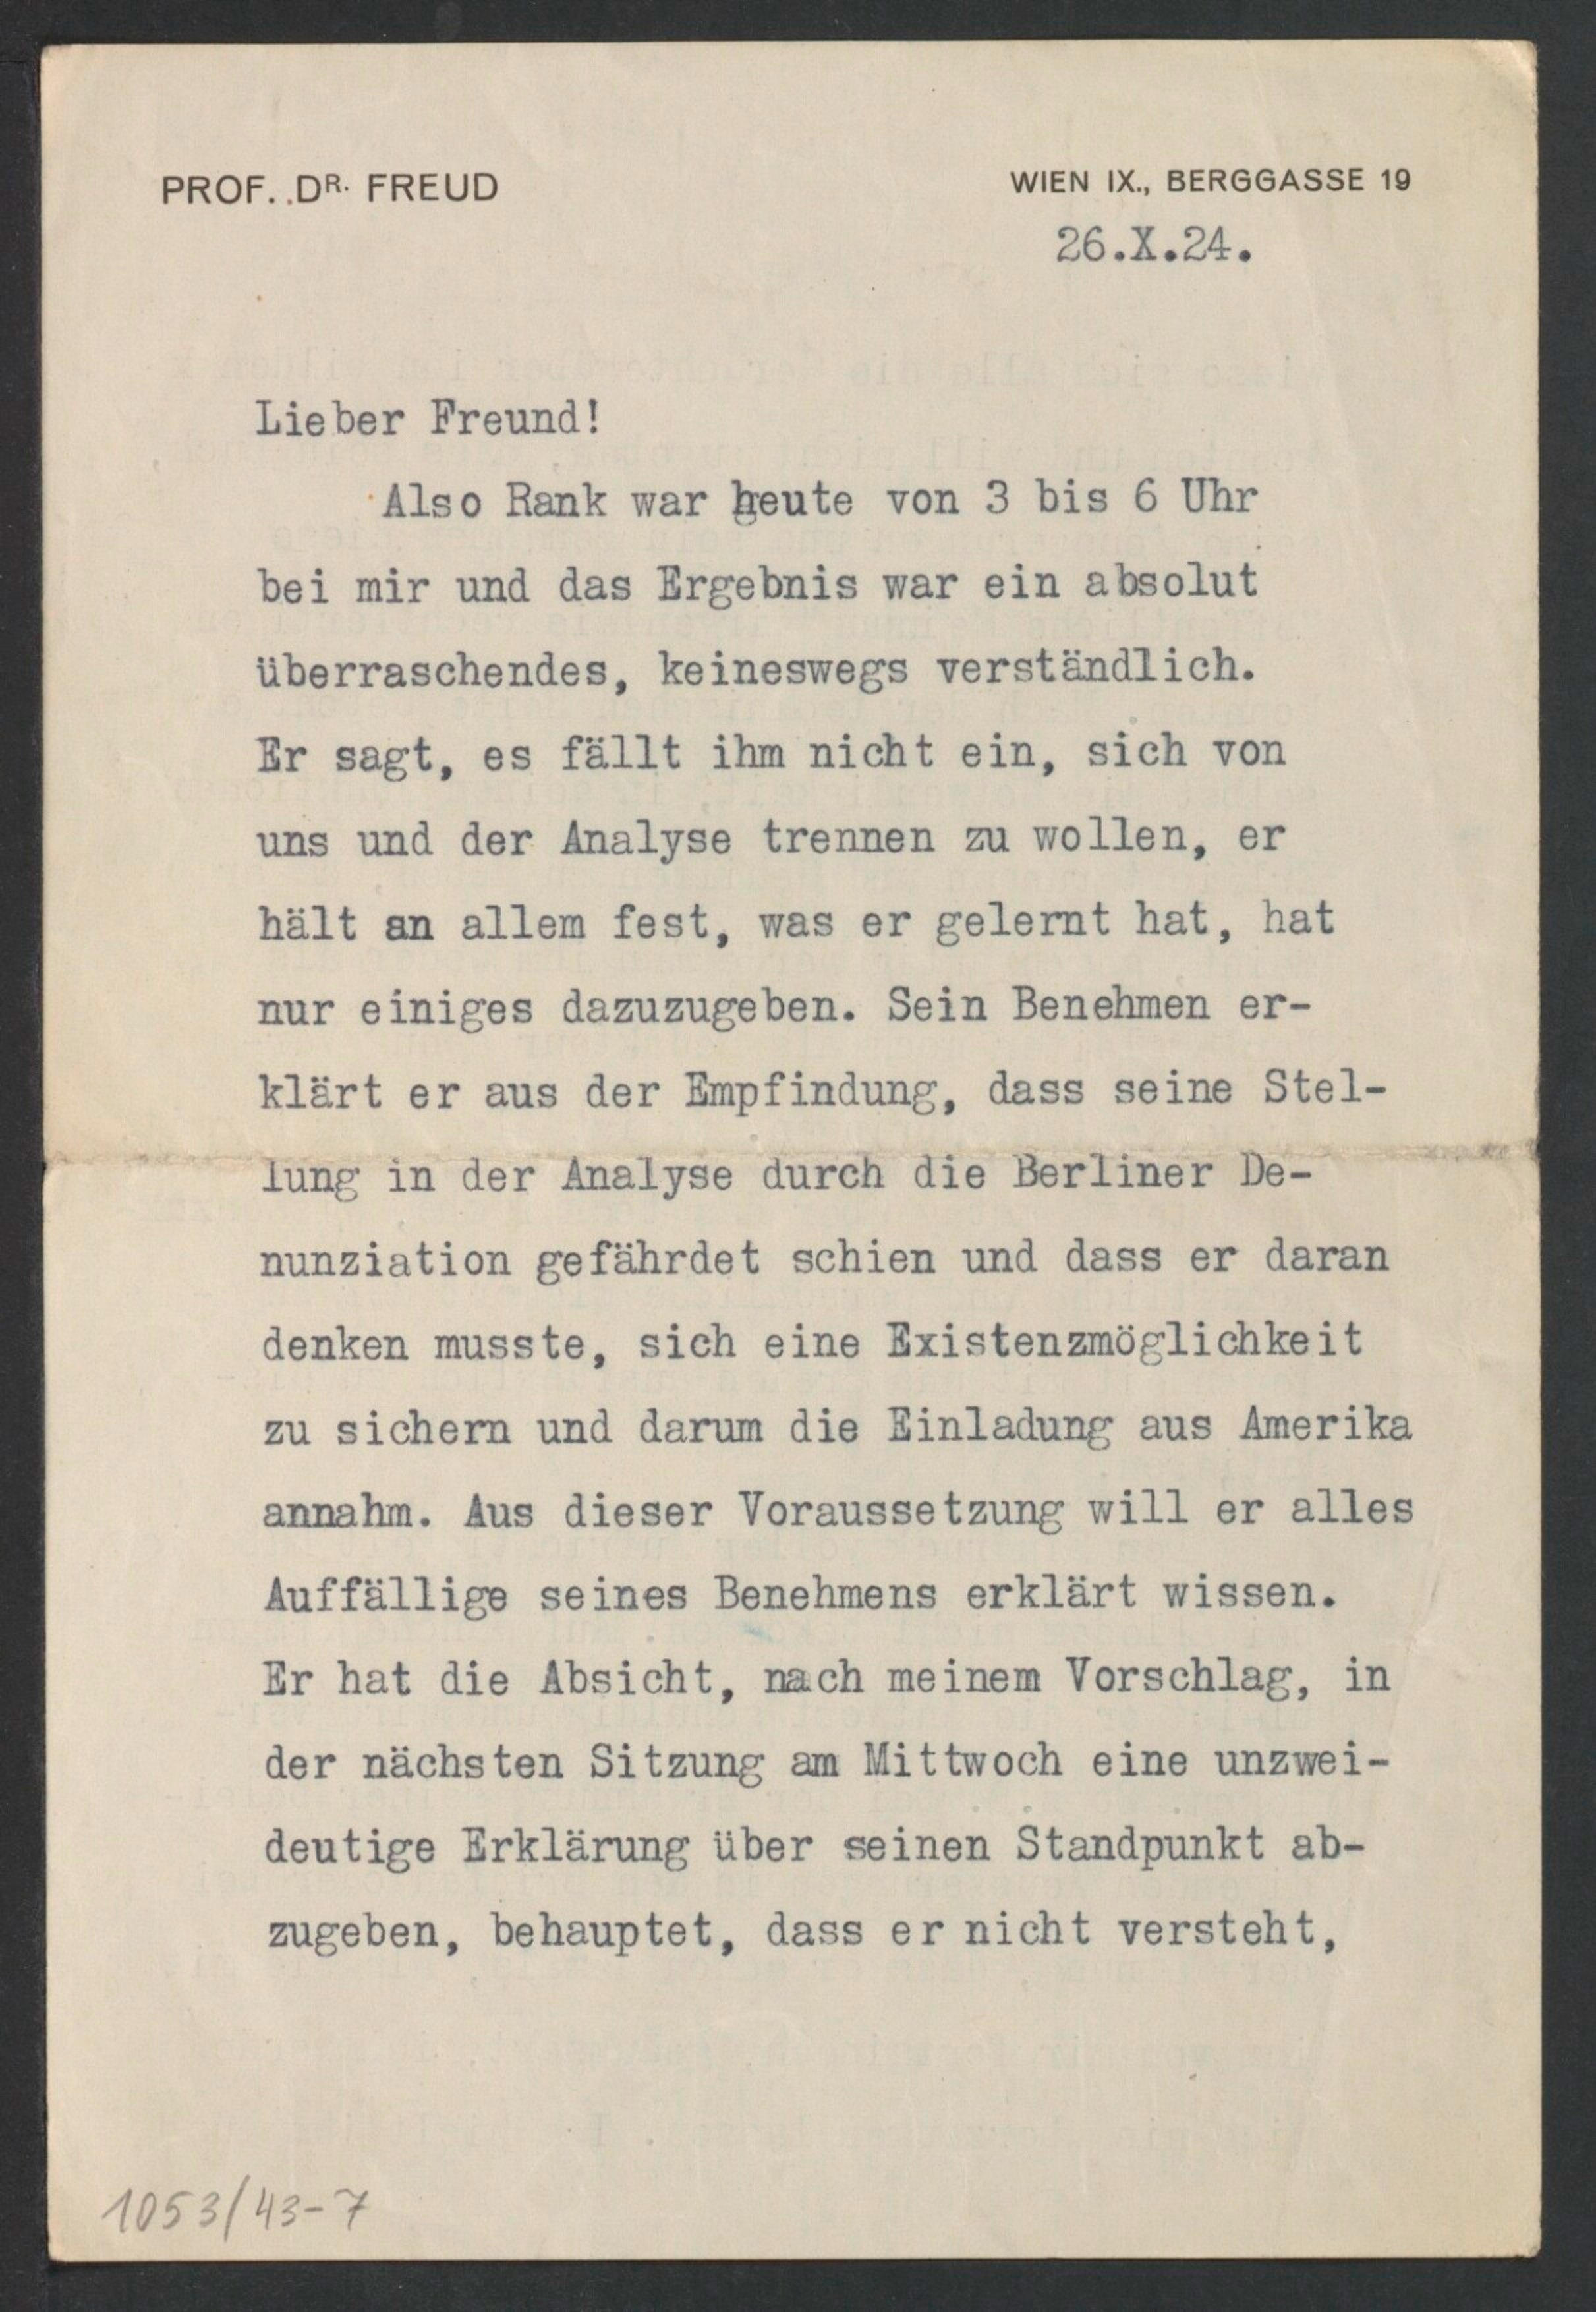 PROF. DR. FREUD
WIEN IX., BERGGASSE 19
26.X.24.
Lieber Freund!
Also Rank war heute von 3 bis 6 Uhr
bei mir und das Ergebnis war ein absolut
überraschendes, keineswegs verständlich.
Er sagt, es fällt ihm nicht ein, sich von
uns und der Analyse trennen zu wollen, er
hält an allem fest, was er gelernt hat, hat
nur einiges dazuzugeben. Sein Benehmen er-
klärt er aus der Empfindung, dass seine Stel-
lung in der Analyse durch die Berliner De-
nunziation gefährdet schien und dass er daran
denken musste, sich eine Existenzmöglichkeit
zu sichern und darum die Einladung aus Amerika
annahm. Aus dieser Voraussetzung will er alles
Auffällige seines Benehmens erklärt wissen.
Er hat die Absicht, nach meinem Vorschlag, in
der nächsten Sitzung am Mittwoch eine unzwei-
deutige Erklärung über seinen Standpunkt ab-
zugeben, behauptet, dass er nicht versteht,
1053/43-7